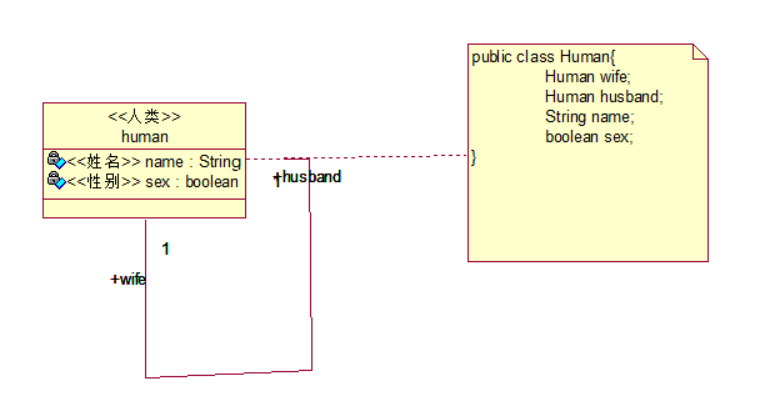 <<人类>>
human
<<姓名>> name : String
<<性别>> sex : boolean
+husband
1
+wife
public class Human{
Human wife;
Human husband;
String name;
boolean sex;
}